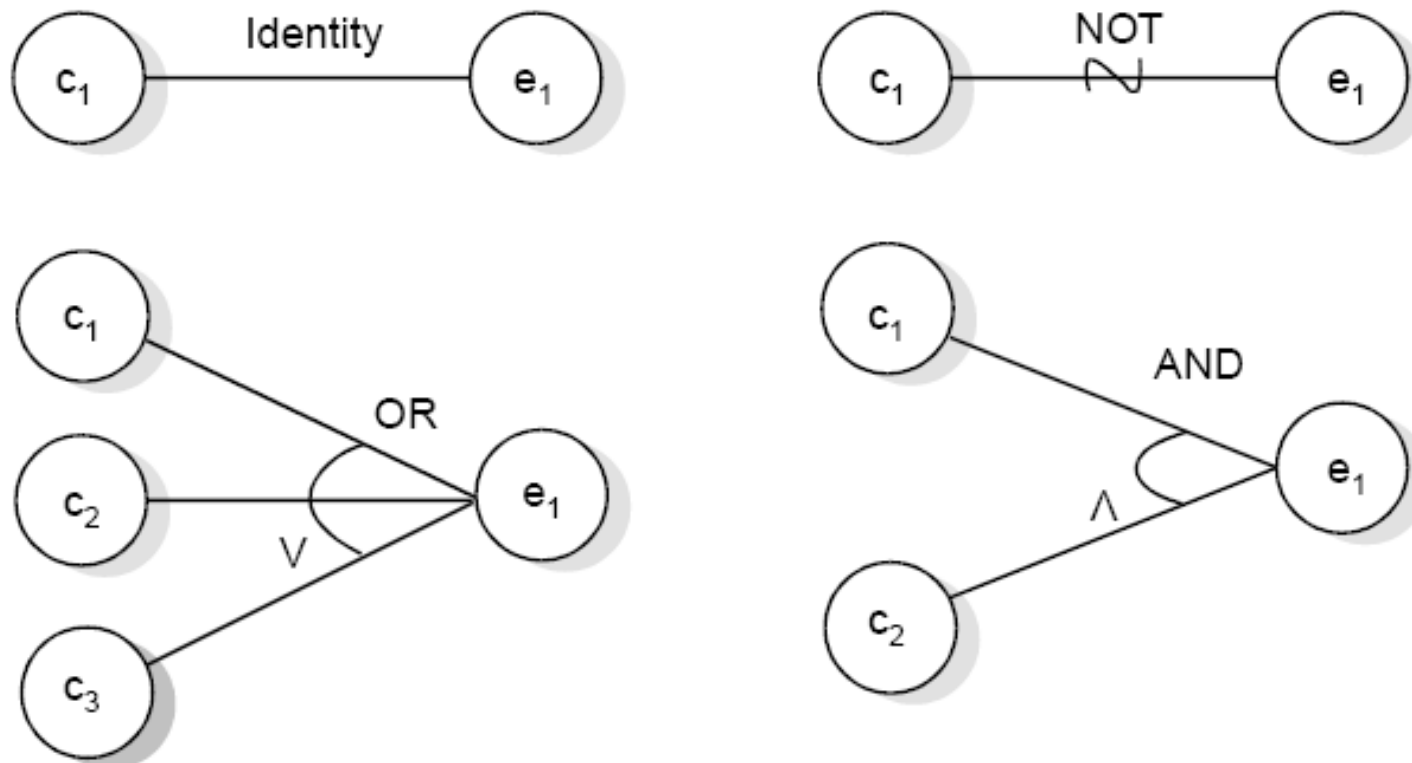 Identity
c₁ e₁
NOT
c₁ e₁
c₁
OR
c₂ e₁
V
c₃
c₁
AND
e₁
Λ
c₂